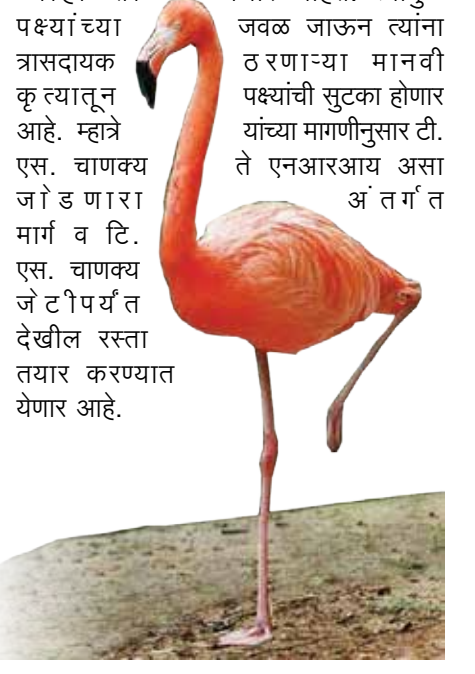 पक्ष्यांच्या जवळ जाऊन त्यांना
त्रासदायक ठरणाऱ्या मानवी
कृत्यातून पक्ष्यांची सुटका होणार
आहे. म्हात्रे यांच्या मागणीनुसार टी.
एस. चाणक्य ते एनआरआय असा
जोडणारा अंतर्गत
मार्ग व टि.
एस. चाणक्य
जेटीपर्यंत
देखील रस्ता
तयार करण्यात
येणार आहे.